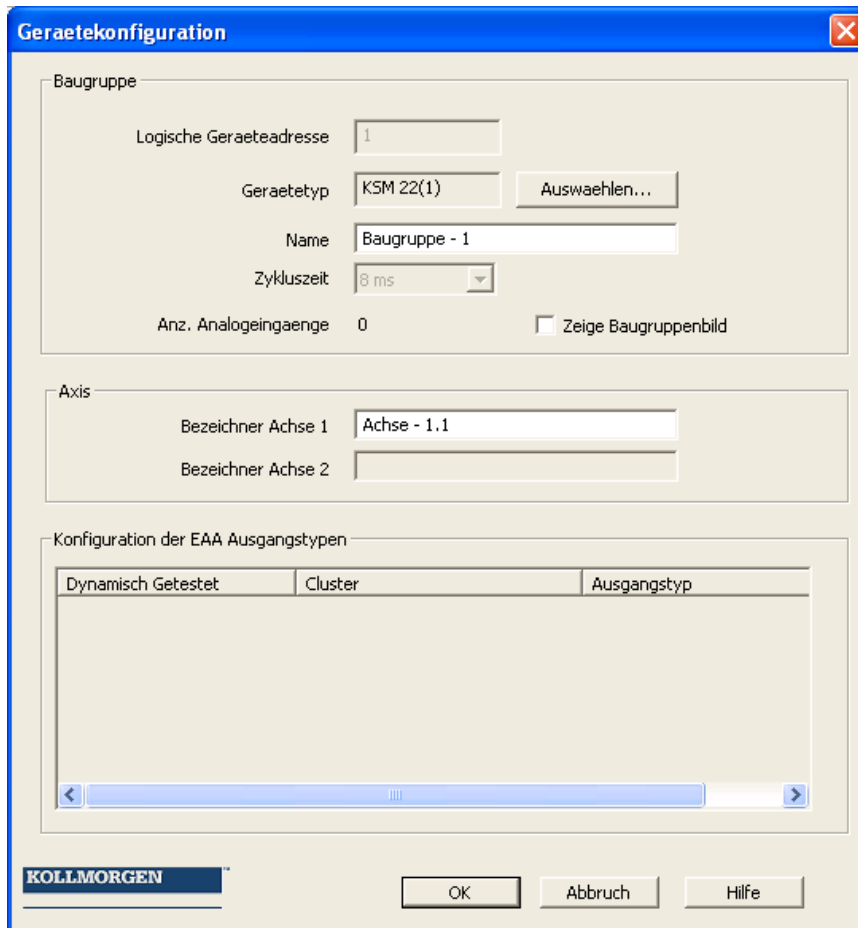 Geraetekonfiguration
Baugruppe
Logische Geraeteadresse 1
Geraetetyp KSM 22(1) Auswaehlen...
Name Baugruppe - 1
Zykluszeit 8 ms
Anz. Analogeingaenge 0 Zeige Baugruppenbild
Axis
Bezeichner Achse 1 Achse - 1.1
Bezeichner Achse 2
Konfiguration der EAA Ausgangstypen
Dynamisch Getestet Cluster Ausgangstyp
KOLLMORGEN ™
OK Abbruch Hilfe